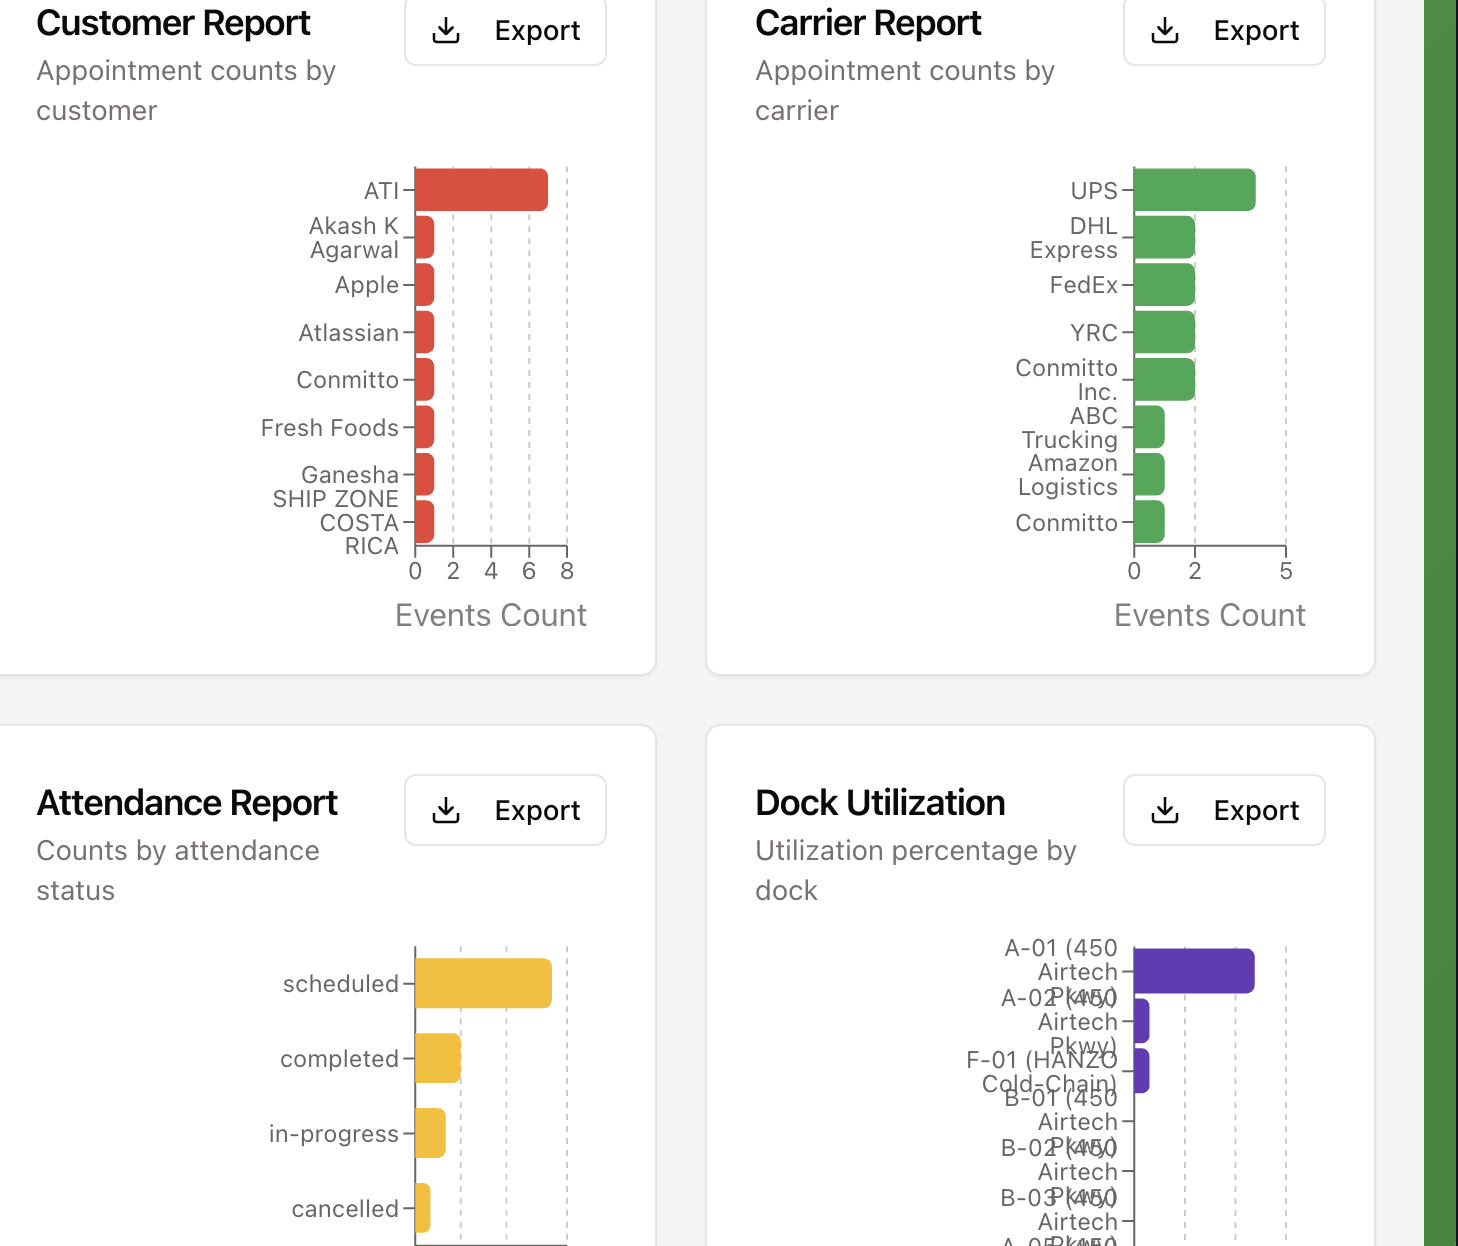 Customer Report
Export
Appointment counts by
customer
ATI
Akash K
Agarwal
Apple
Atlassian
Conmitto
Fresh Foods
Ganesha
SHIP ZONE
COSTA
RICA
0 2 4 6 8
Events Count
Carrier Report
Export
Appointment counts by
carrier
UPS
DHL
Express
FedEx
YRC
Conmitto
Inc.
ABC
Trucking
Amazon
Logistics
Conmitto
0 2 5
Events Count
Attendance Report
Export
Counts by attendance
status
scheduled
completed
in-progress
cancelled
Dock Utilization
Export
Utilization percentage by
dock
A-01 (450
Airtech
Pkwy)
A-02 (450
Airtech
Pkwy)
F-01 (HANZO
Cold-Chain)
B-01 (450
Airtech
Pkwy)
B-02 (450
Airtech
Pkwy)
B-03 (450
Airtech
Pkwy)